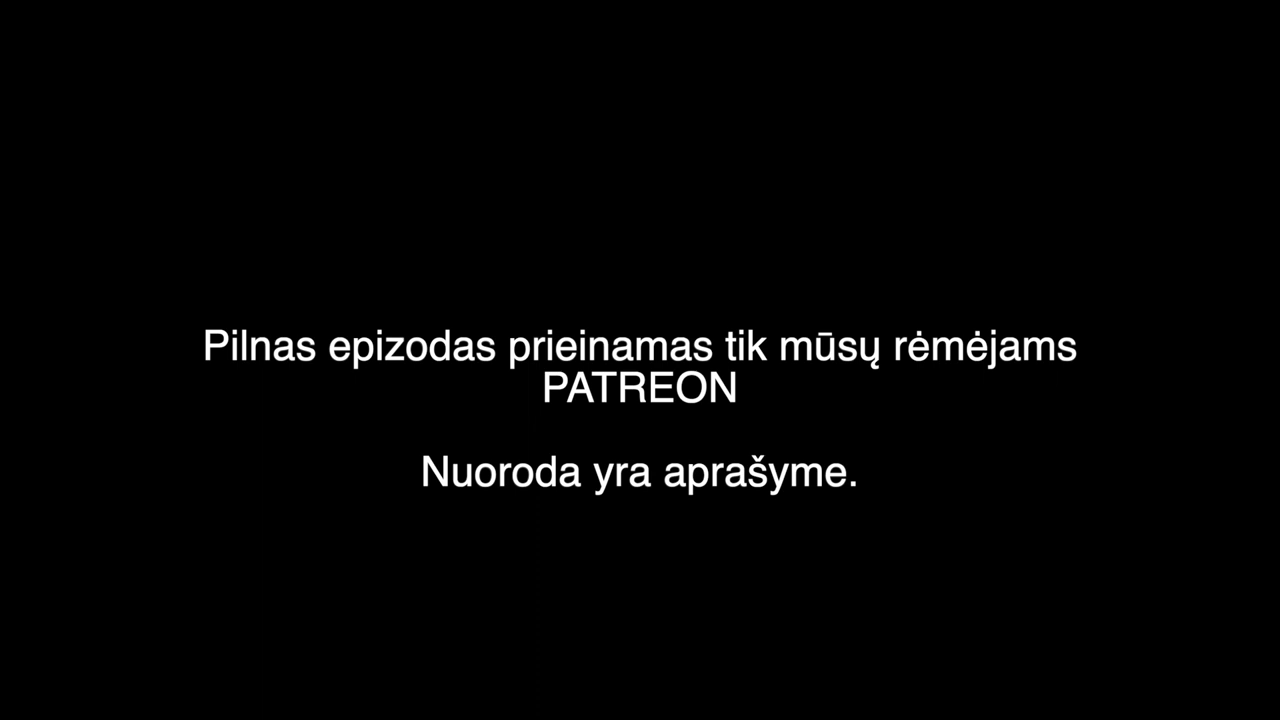 Pilnas epizodas prieinamas tik mūsų rėmėjams
PATREON
Nuoroda yra aprašyme.